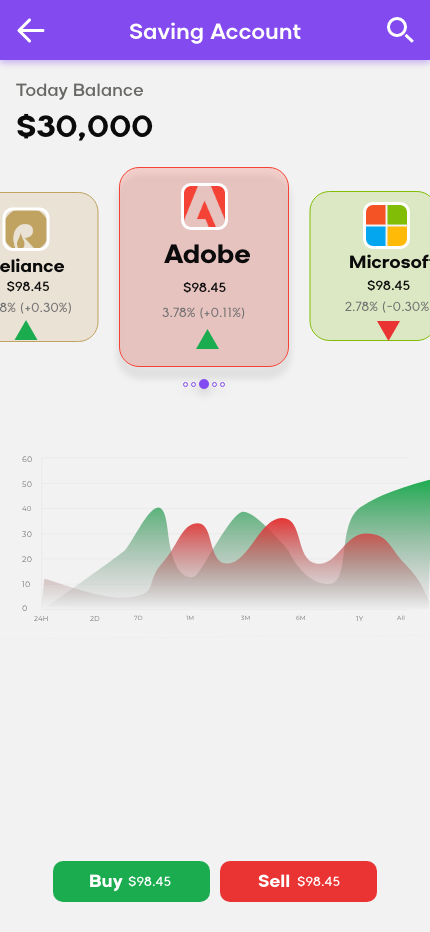 Saving Account
Today Balance
$30,000
eliance
$98.45
8% (+0.30%)
Adobe
$98.45
3.78% (+0.11%)
Microsof
$98.45
2.78% (-0.30%
60
50
40
30
20
10
0
24H 2D 7D 1M 3M 6M 1Y All
Buy $98.45
Sell $98.45